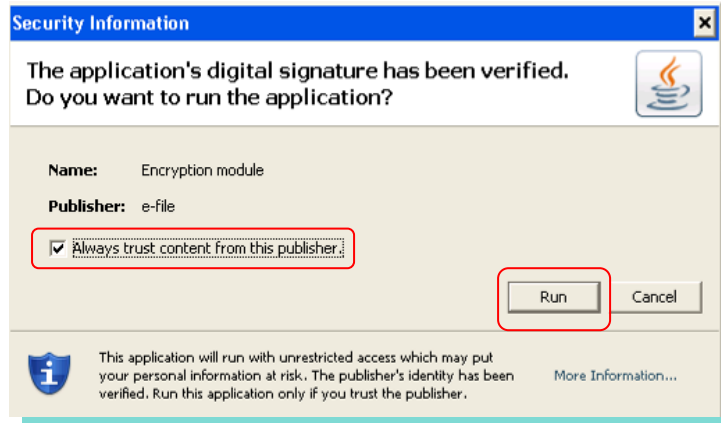 Security Information
The application's digital signature has been verified.
Do you want to run the application?
Name: Encryption module
Publisher: e-file
Always trust content from this publisher.
Run Cancel
This application will run with unrestricted access which may put
your personal information at risk. The publisher's identity has been
verified. Run this application only if you trust the publisher.
More Information...